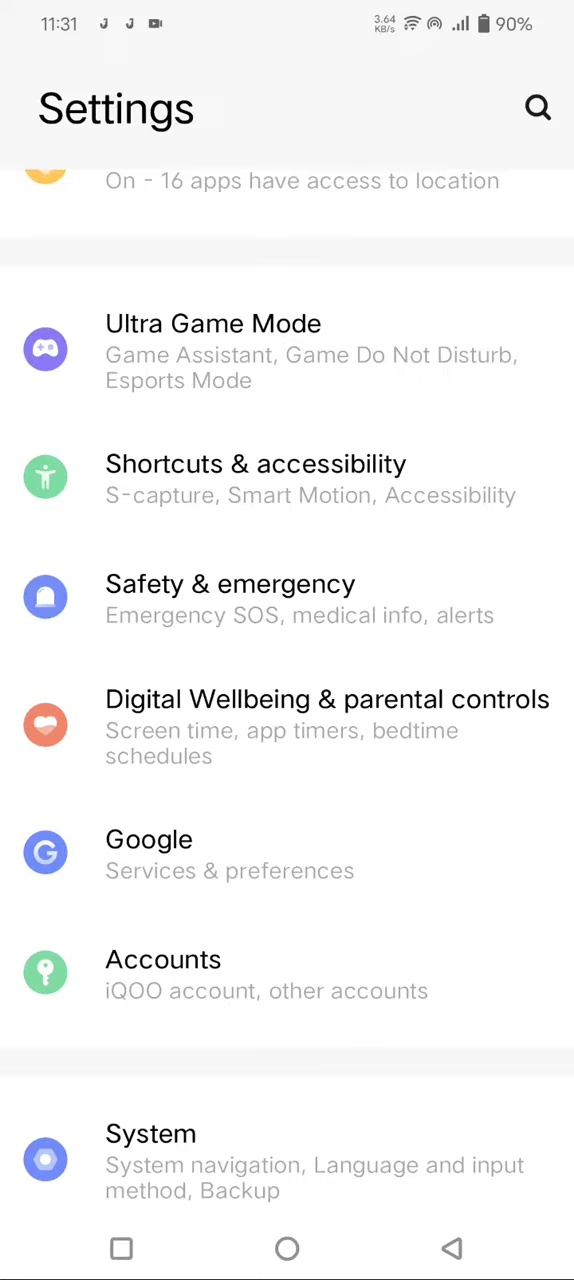 11:31
3.64
KB/s
90%
Settings
On - 16 apps have access to location
Ultra Game Mode
Game Assistant, Game Do Not Disturb,
Esports Mode
Shortcuts & accessibility
S-capture, Smart Motion, Accessibility
Safety & emergency
Emergency SOS, medical info, alerts
Digital Wellbeing & parental controls
Screen time, app timers, bedtime
schedules
Google
Services & preferences
Accounts
iQOO account, other accounts
System
System navigation, Language and input
method, Backup